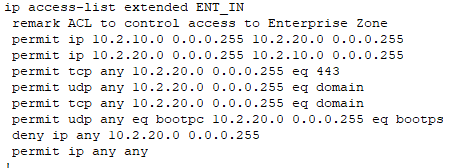 ip access-list extended ENT_IN
remark ACL to control access to Enterprise Zone
permit ip 10.2.10.0 0.0.0.255 10.2.20.0 0.0.0.255
permit ip 10.2.20.0 0.0.0.255 10.2.10.0 0.0.0.255
permit tcp any 10.2.20.0 0.0.0.255 eq 443
permit udp any 10.2.20.0 0.0.0.255 eq domain
permit tcp any 10.2.20.0 0.0.0.255 eq domain
permit udp any eq bootpc 10.2.20.0 0.0.0.255 eq bootps
deny ip any 10.2.20.0 0.0.0.255
permit ip any any